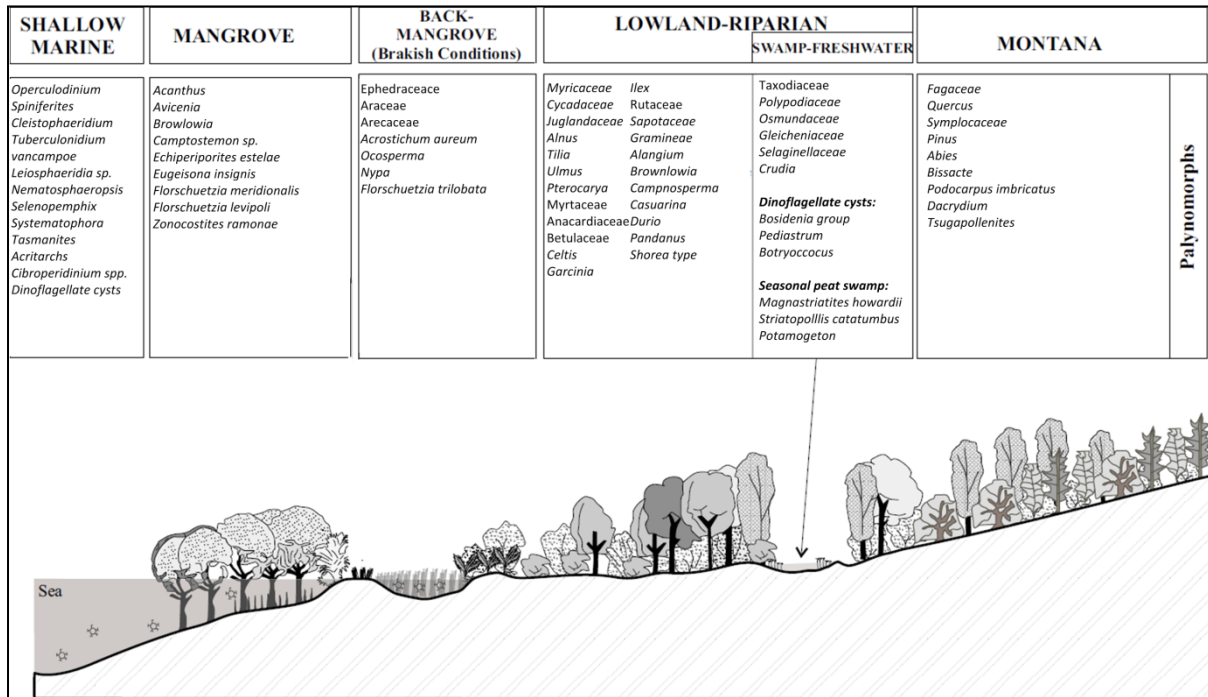 SHALLOW
MARINE
MANGROVE
BACK-
MANGROVE
(Brakish Conditions)
LOWLAND-RIPARIAN
SWAMP-FRESHWATER
MONTANA
Operculodinium
Spiniferites
Cleistophaeridium
Tuberculonidium
vancampoe
Leiosphaeridia sp.
Nematosphaeropsis
Selenopemphix
Systematophora
Tasmanites
Acritarchs
Cibroperidinium spp.
Dinoflagellate cysts
Acanthus
Avicenia
Browlowia
Camptostemon sp.
Echiperiporites estelae
Eugeisona insignis
Florschuetzia meridionalis
Florschuetzia levipoli
Zonocostites ramonae
Ephedraceace
Araceae
Arecaceae
Acrostichum aureum
Ocosperma
Nypa
Florschuetzia trilobata
Myricaceae
Cycadaceae
Juglandaceae
Alnus
Tilia
Ulmus
Pterocarya
Myrtaceae
Anacardiaceae
Betulaceae
Celtis
Garcinia
Ilex
Rutaceae
Sapotaceae
Gramineae
Alangium
Brownlowia
Campnosperma
Casuarina
Durio
Pandanus
Shorea type
Taxodiaceae
Polypodiaceae
Osmundaceae
Gleicheniaceae
Selaginellaceae
Crudia
Dinoflagellate cysts:
Bosidenia group
Pediastrum
Botryoccocus
Seasonal peat swamp:
Magnastriatites howardii
Striatopolllis catatumbus
Potamogeton
Fagaceae
Quercus
Symplocaceae
Pinus
Abies
Bissacte
Podocarpus imbricatus
Dacrydium
Tsugapollenites
Palynomorphs
Sea